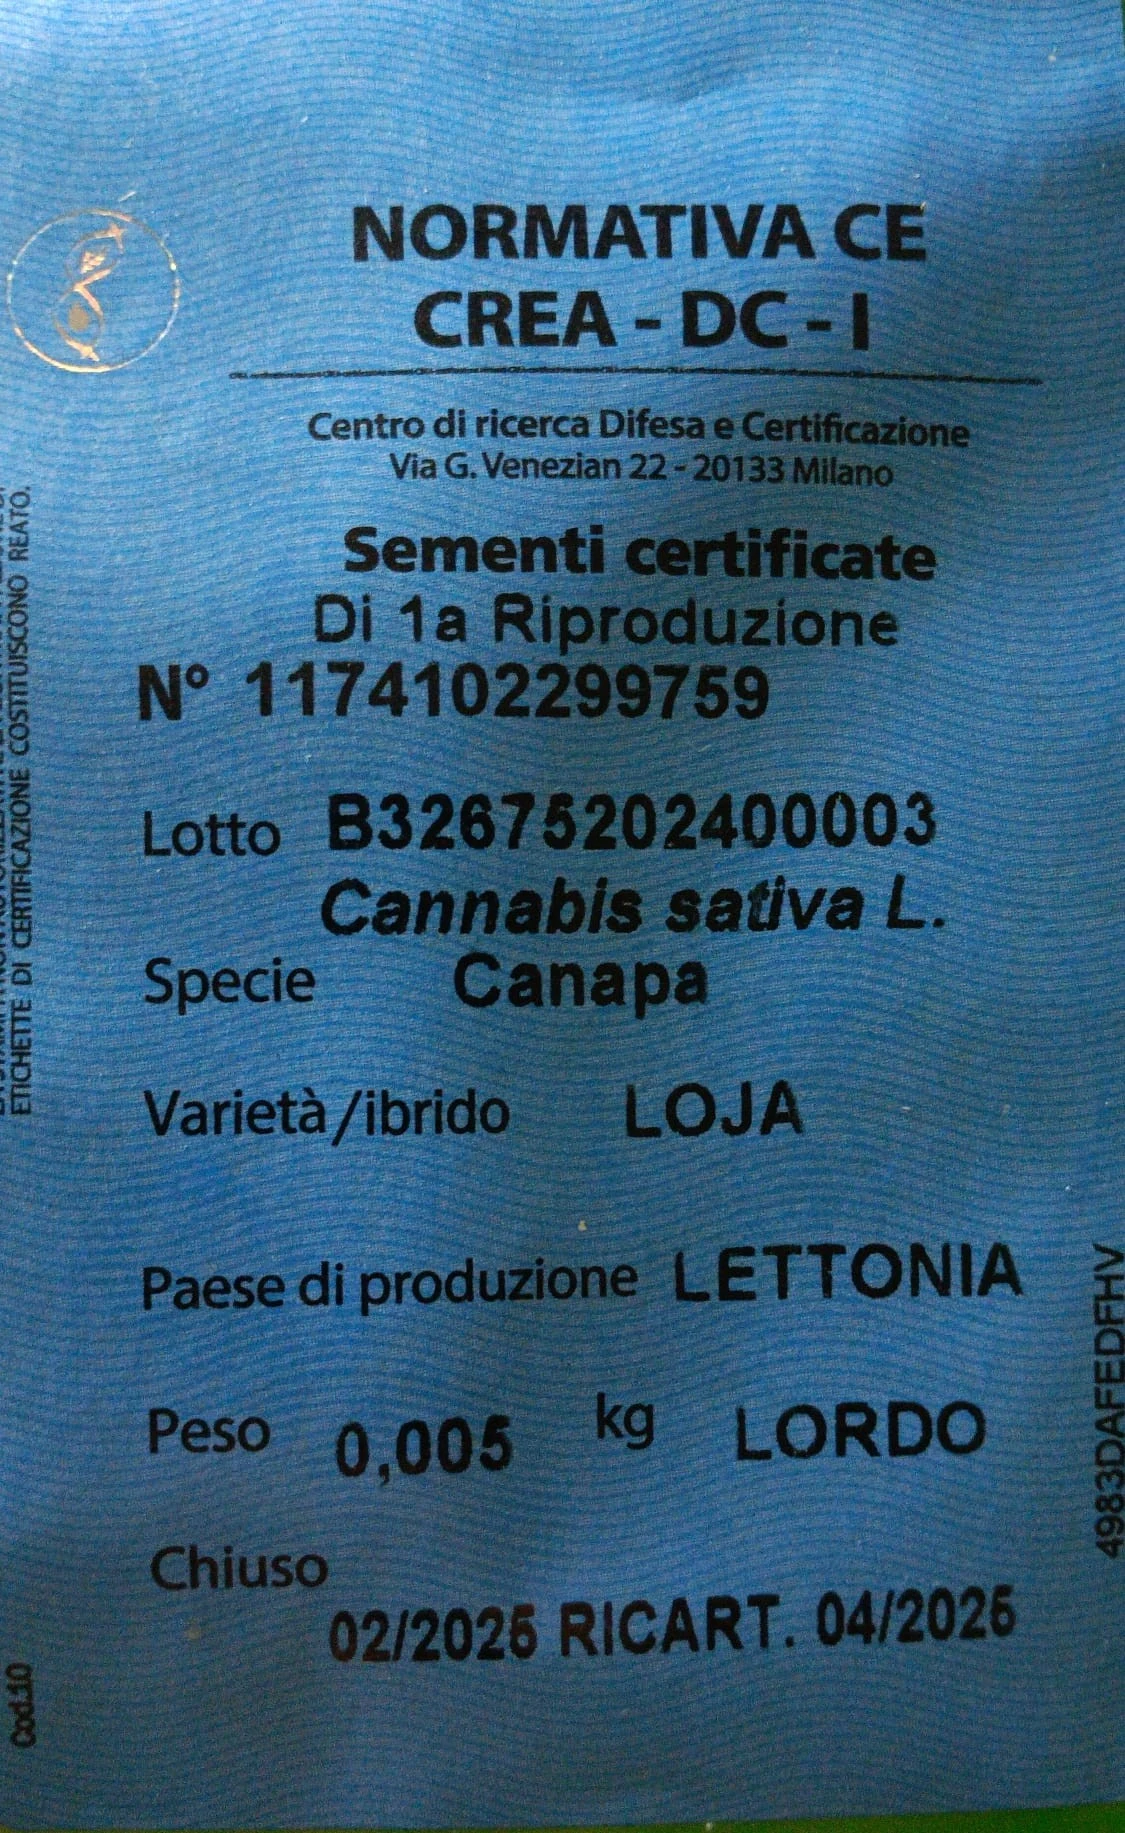 NORMATIVA CE
CREA - DC - I
Centro di ricerca Difesa e Certificazione
Via G. Venezian 22 - 20133 Milano
Sementi certificate
Di 1a Riproduzione
N° 1174102299759
Lotto B32675202400003
Cannabis sativa L.
Specie Canapa
Varietà/ibrido LOJA
Paese di produzione LETTONIA
Peso 0,005 kg LORDO
Chiuso
02/2025 RICART. 04/2025
ETICHETTE DI CERTIFICAZIONE COSTITUISCONO REATO.
Cod.10
4983DAFEDFHV